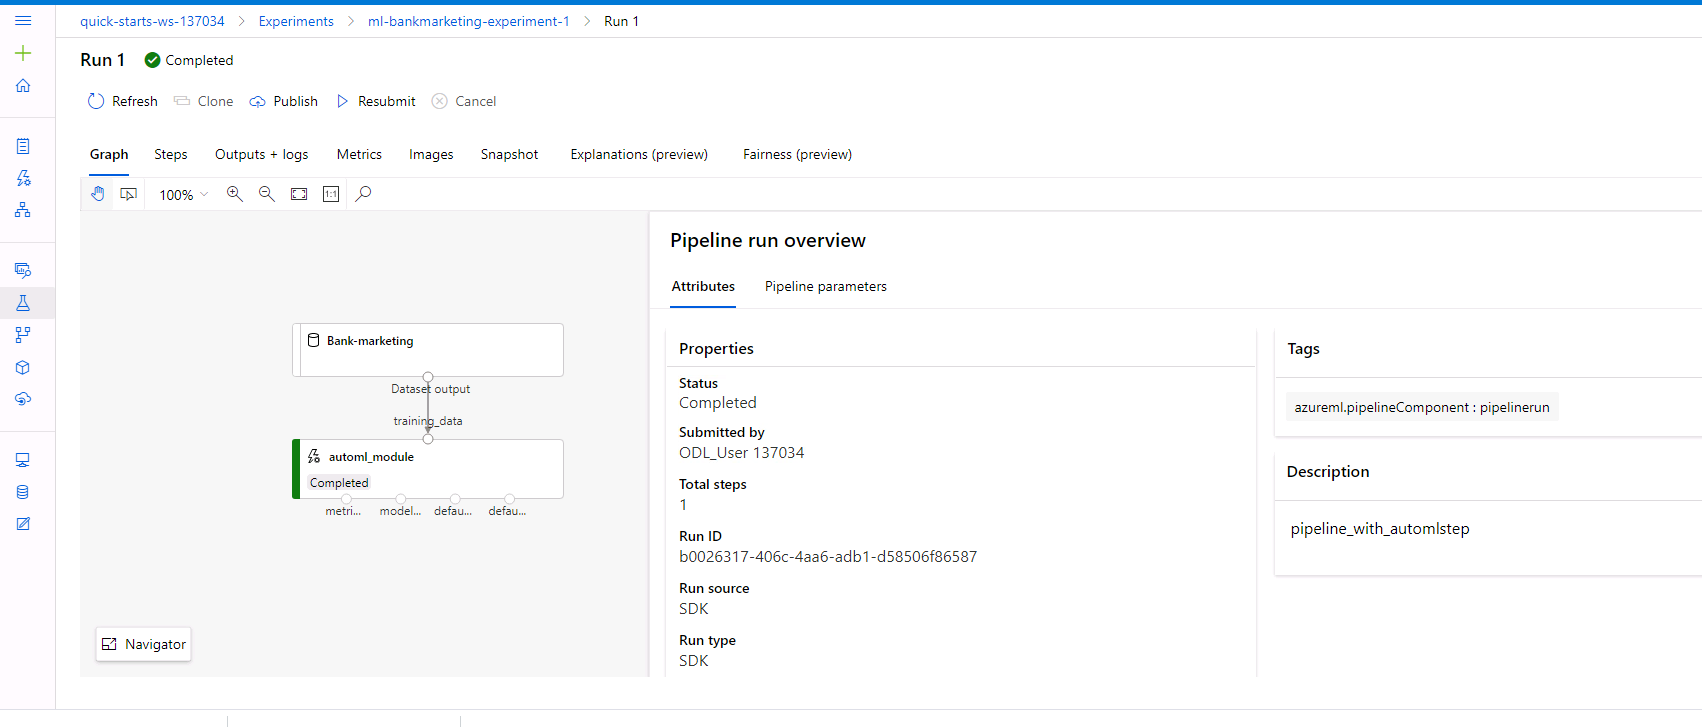 quick-starts-ws-137034 > Experiments > ml-bankmarketing-experiment-1 > Run 1
Run 1 Completed
Refresh Clone Publish Resubmit Cancel
Graph Steps Outputs + logs Metrics Images Snapshot Explanations (preview) Fairness (preview)
100% 1:1
Bank-marketing
Dataset output
training_data
automl_module
Completed
metri... model... defau... defau...
Navigator
Pipeline run overview
Attributes Pipeline parameters
Properties
Status
Completed
Submitted by
ODL_User 137034
Total steps
1
Run ID
b0026317-406c-4aa6-adb1-d58506f86587
Run source
SDK
Run type
SDK
Tags
azureml.pipelineComponent : pipelinerun
Description
pipeline_with_automlstep